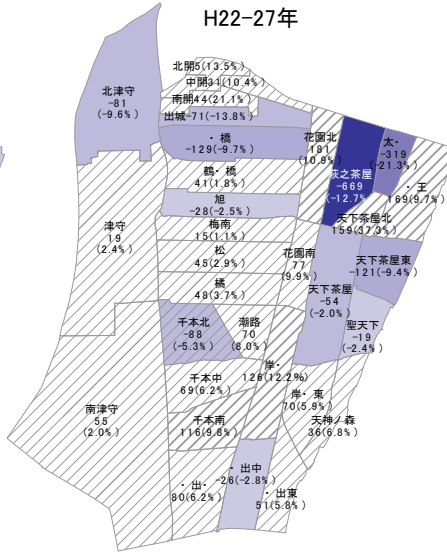 H22-27年
北開5(13.5%)
中開31(10.4%)
南開44(21.1%)
出城-71(-13.8%)
北津守
-81
(-9.6%)
・橋
-129(-9.7%)
花園北
181
(10.9%)
萩之茶屋
-669
(-12.7%)
太・
-319
(-21.3%)
・王
169(9.7%)
鶴・橋
41(1.8%)
旭
-28(-2.5%)
天下茶屋北
159(37.3%)
津守
19
(2.4%)
梅南
15(1.1%)
松
45(2.9%)
花園南
77
(9.9%)
天下茶屋東
-121(-9.4%)
橘
48(3.7%)
天下茶屋
-54
(-2.0%)
千本北
-88
(-5.3%)
潮路
70
(8.0%)
聖天下
-19
(-2.4%)
岸・
126(12.2%)
千本中
69(6.2%)
岸・東
70(5.9%)
南津守
55
(2.0%)
千本南
116(9.8%)
天神ノ森
36(6.8%)
・出・
80(6.2%)
・出中
-26(-2.8%)
・出東
51(5.8%)